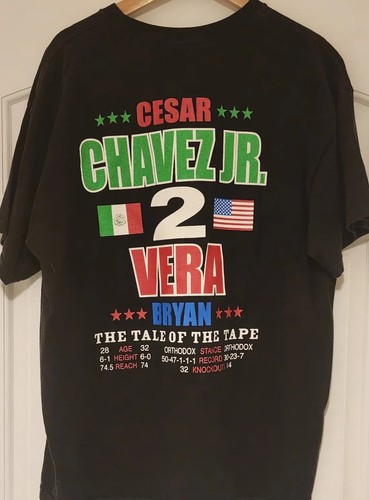 CESAR
CHAVEZ JR.
2
VERA
BRYAN
THE TALE OF THE TAPE
28 AGE 32 ORTHODOX STANCE ORTHODOX
6-1 HEIGHT 6-0 50-47-1-1-1 RECORD 30-23-7
74.5 REACH 74 32 KNOCKOUT 14